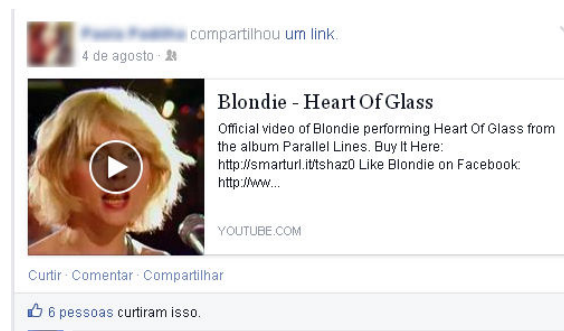 compartilhou um link.
4 de agosto ·
Blondie - Heart Of Glass
Official video of Blondie performing Heart Of Glass from
the album Parallel Lines. Buy It Here:
http://smarturl.it/tshaz0 Like Blondie on Facebook:
http://ww...
YOUTUBE.COM
Curtir · Comentar · Compartilhar
6 pessoas curtiram isso.